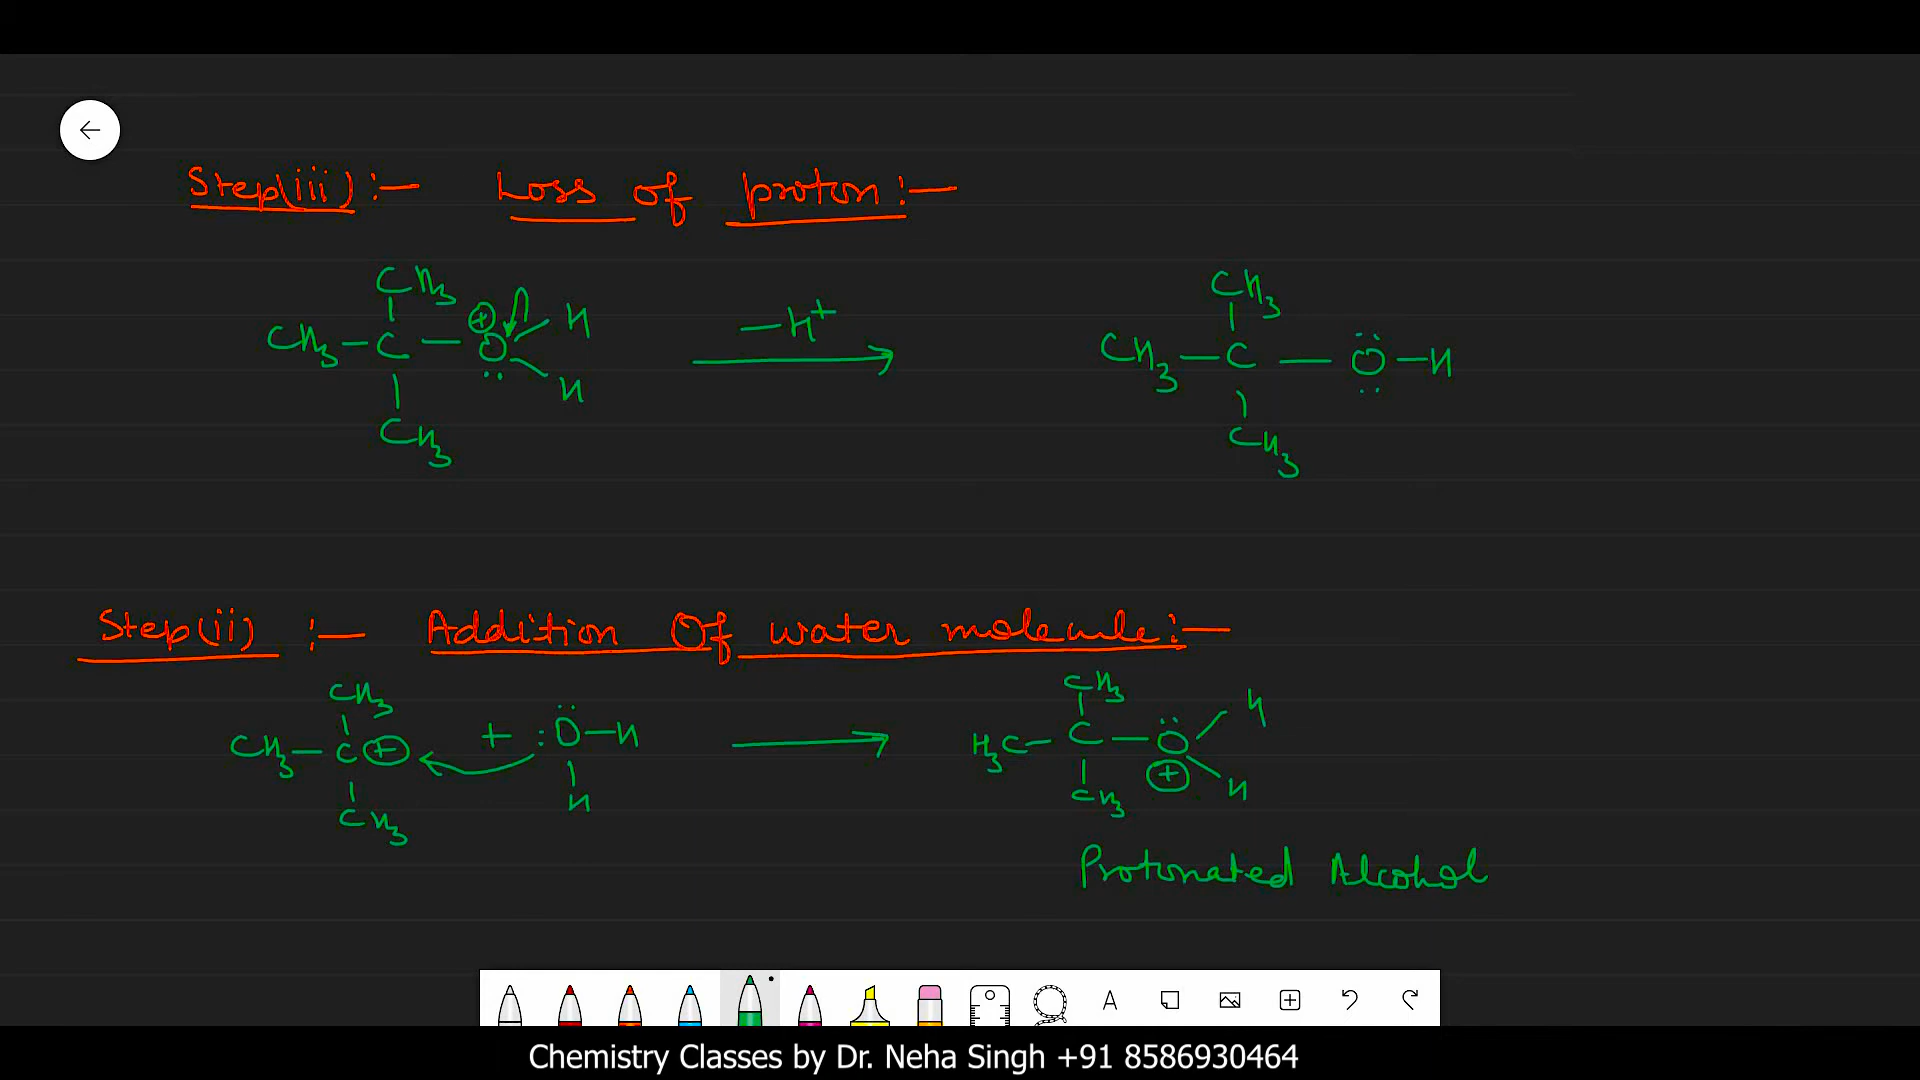 Step(iii) :— Loss of proton:—
CH3 CH3
CH3—C—O H —H+ CH3—C—O—H
H
CH3 CH3
Step(ii) :— Addition Of water molecule:—
CH3 CH3 H
CH3—C+ + :O—H H3C—C—O
H + H
CH3 CH3
Protonated Alcohol
A
Chemistry Classes by Dr. Neha Singh +91 8586930464